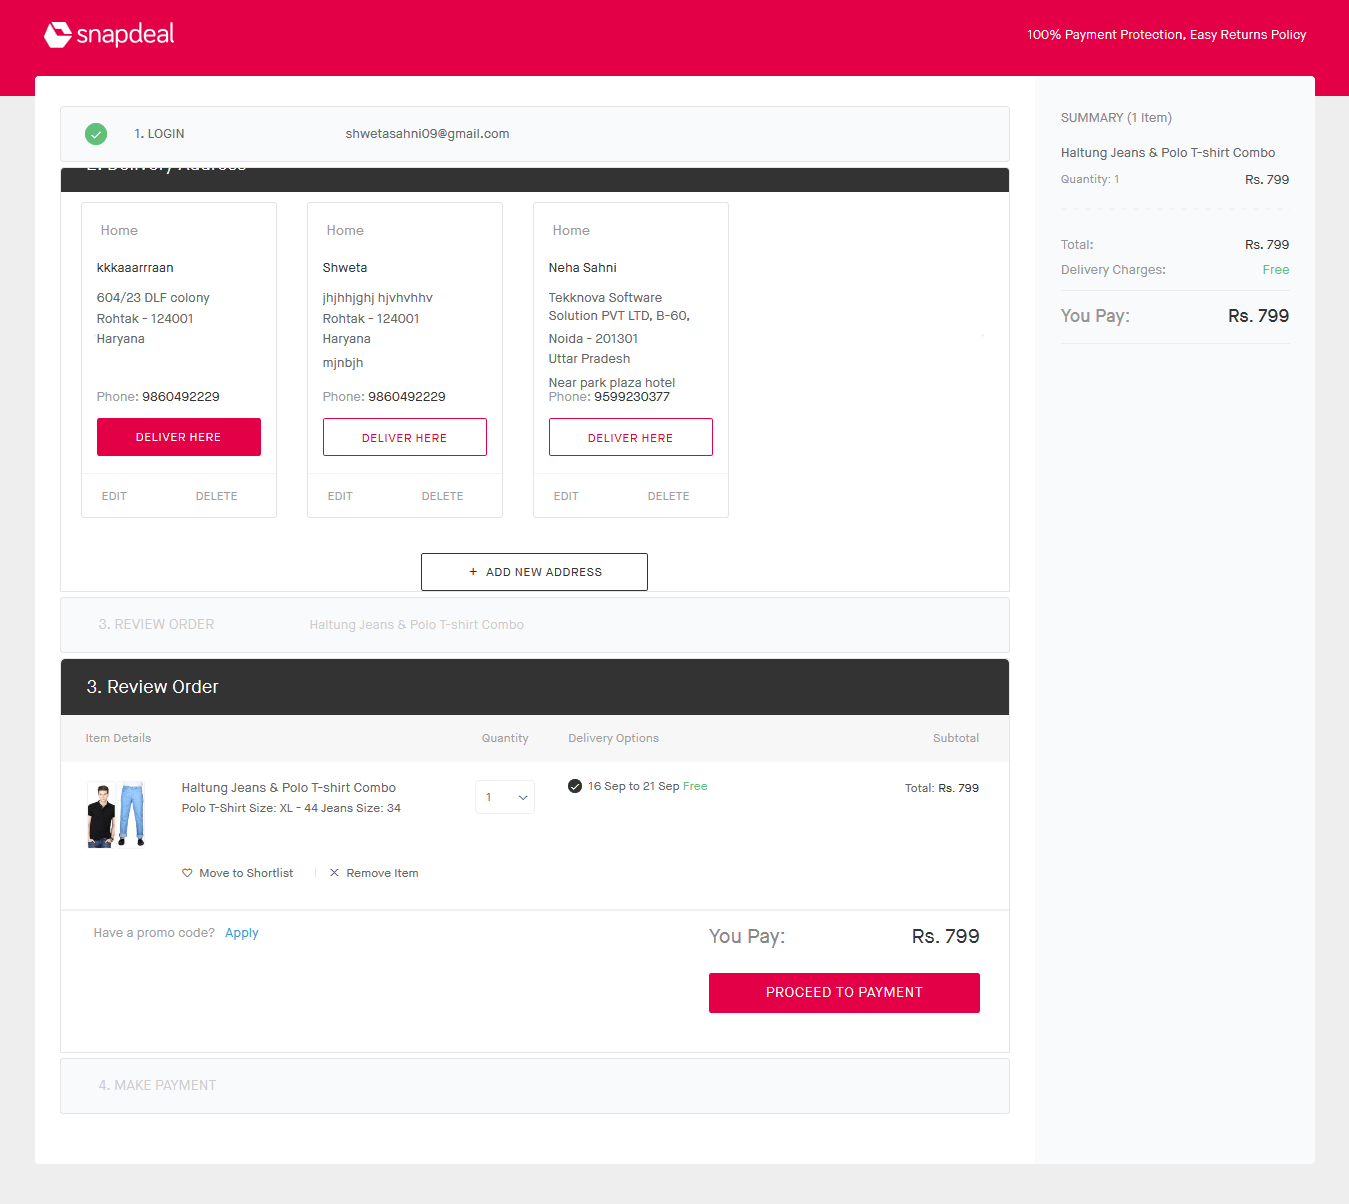 snapdeal
100% Payment Protection, Easy Returns Policy
1. LOGIN
shwetasahni09@gmail.com
2. Delivery Address
Home
kkkaaarrraan
604/23 DLF colony
Rohtak - 124001
Haryana
Phone: 9860492229
DELIVER HERE
EDIT
DELETE
Home
Shweta
jhjhhjghj hjvhvhhv
Rohtak - 124001
Haryana
mjnbjh
Phone: 9860492229
DELIVER HERE
EDIT
DELETE
Home
Neha Sahni
Tekknova Software
Solution PVT LTD, B-60,
Noida - 201301
Uttar Pradesh
Near park plaza hotel
Phone: 9599230377
DELIVER HERE
EDIT
DELETE
+ ADD NEW ADDRESS
3. REVIEW ORDER
Haltung Jeans & Polo T-shirt Combo
3. Review Order
Item Details
Quantity
Delivery Options
Subtotal
Haltung Jeans & Polo T-shirt Combo
Polo T-Shirt Size: XL - 44 Jeans Size: 34
1
16 Sep to 21 Sep Free
Total: Rs. 799
Move to Shortlist
Remove Item
Have a promo code? Apply
You Pay:
Rs. 799
PROCEED TO PAYMENT
4. MAKE PAYMENT
SUMMARY (1 Item)
Haltung Jeans & Polo T-shirt Combo
Quantity: 1
Rs. 799
Total:
Rs. 799
Delivery Charges:
Free
You Pay:
Rs. 799